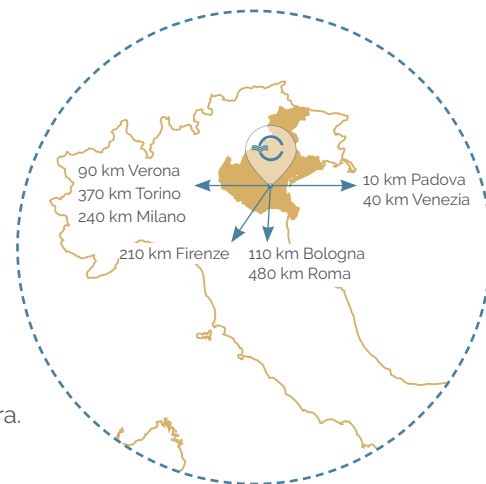 90 km Verona
370 km Torino
240 km Milano
10 km Padova
40 km Venezia
210 km Firenze
110 km Bologna
480 km Roma
ra.